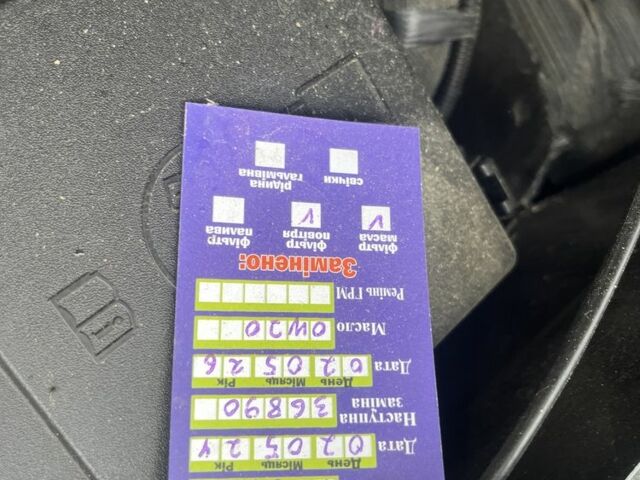 День Місяць Рік
Дата 02 05 24
Наступна
заміна 36890
День Місяць Рік
Дата 02 05 26
Масло 0W20
Ремінь ГРМ
Замінено:
фільтр масла V
фільтр повітря V
фільтр палива
свічки
рідина гальмівна